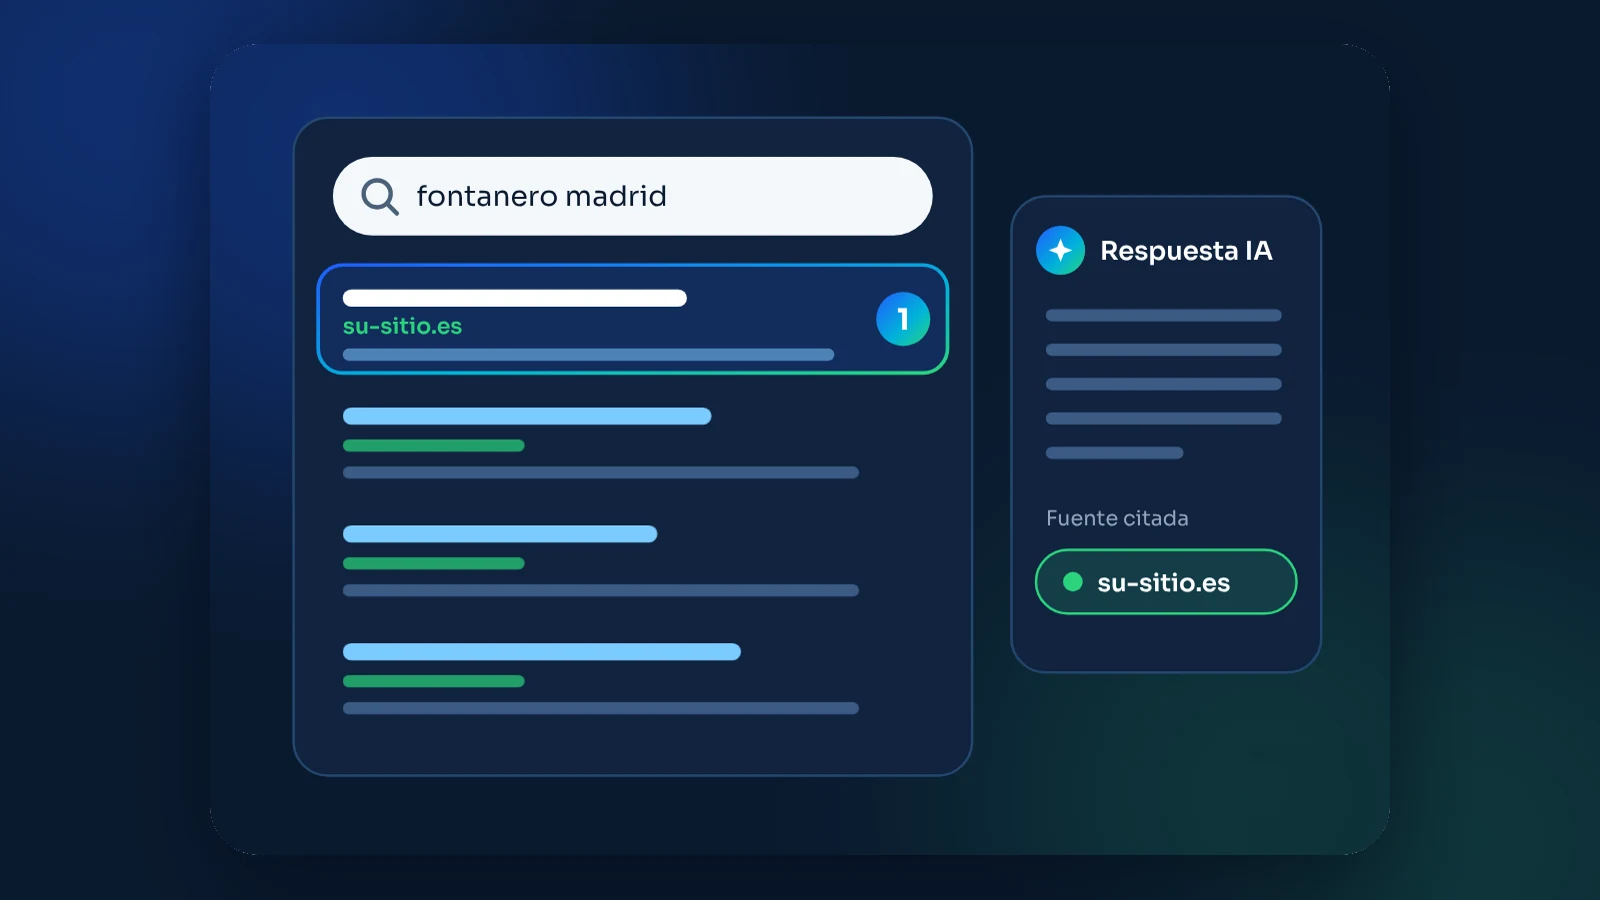 fontanero madrid
su-sitio.es
1
Respuesta IA
Fuente citada
su-sitio.es